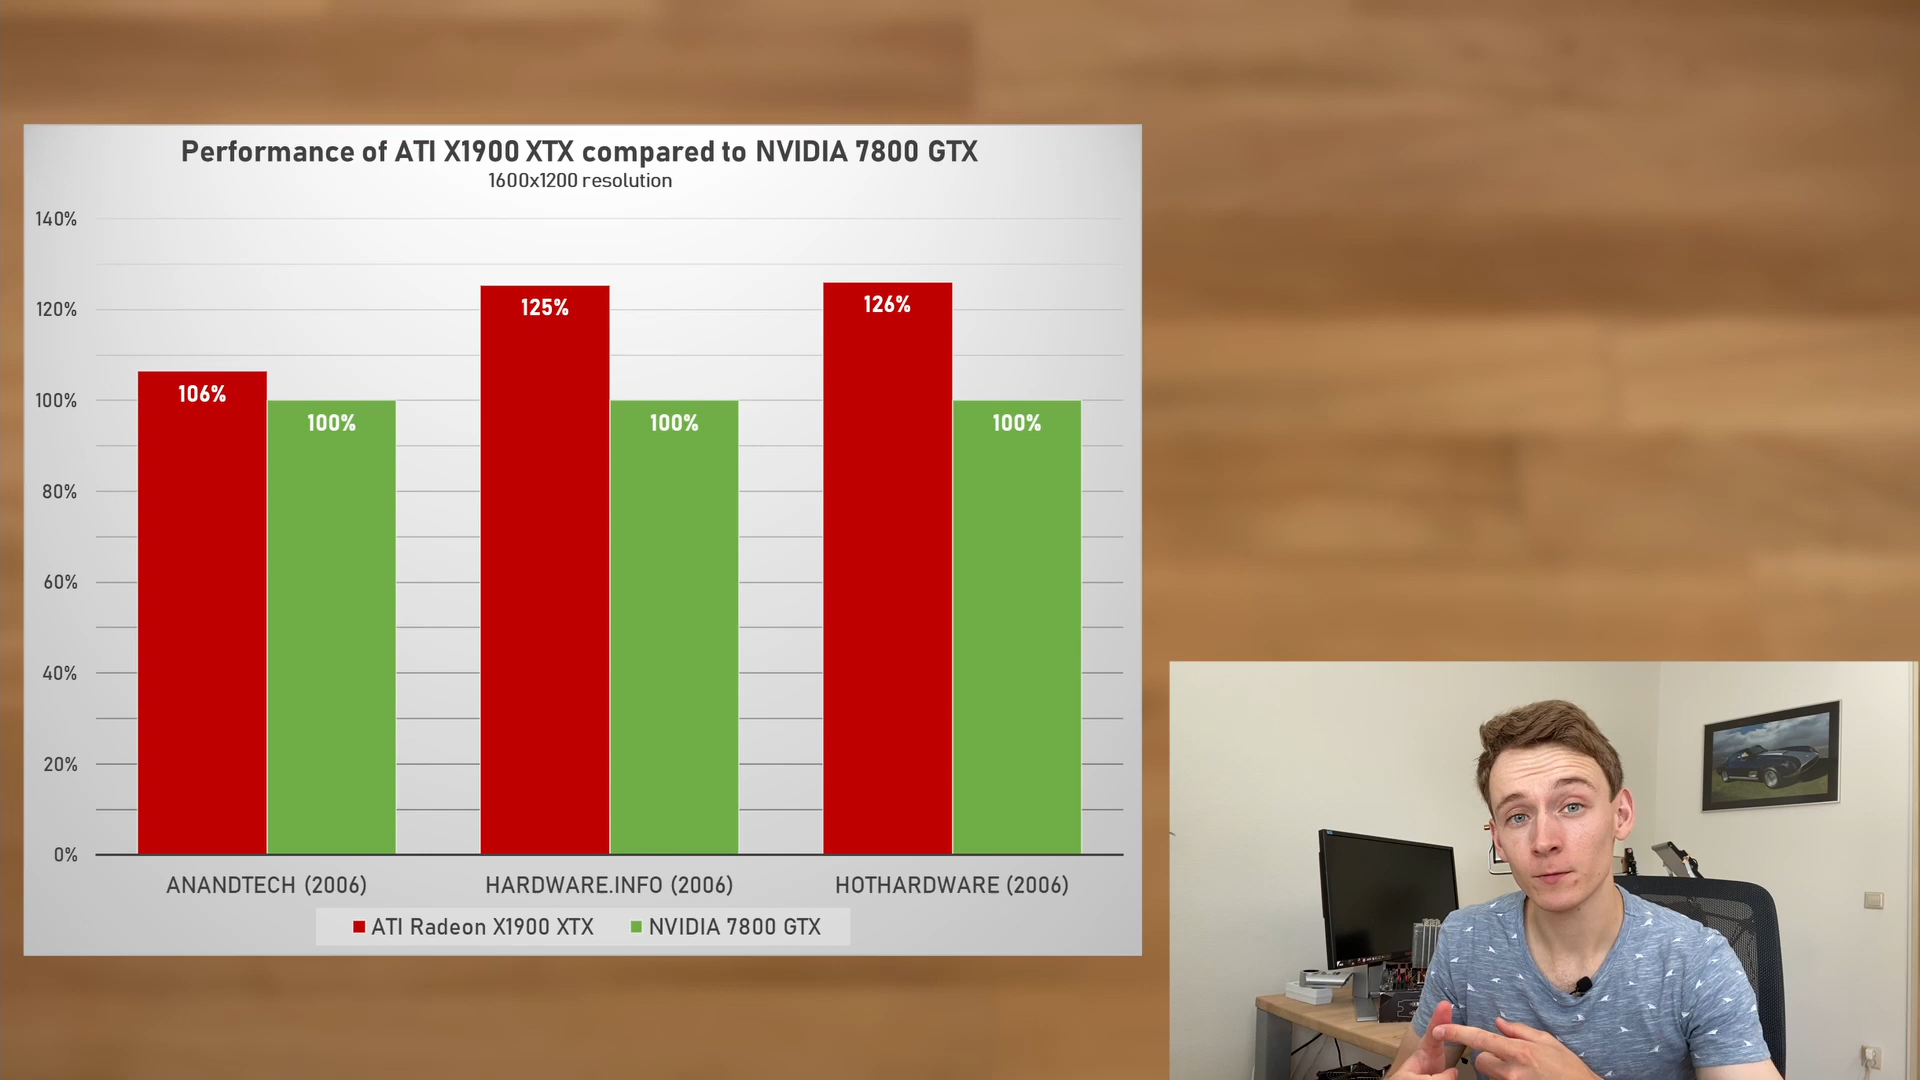 Performance of ATI X1900 XTX compared to NVIDIA 7800 GTX
1600x1200 resolution
140%
120%
100%
80%
60%
40%
20%
0%
106%
100%
125%
100%
126%
100%
ANANDTECH (2006)
HARDWARE.INFO (2006)
HOTHARDWARE (2006)
ATI Radeon X1900 XTX
NVIDIA 7800 GTX